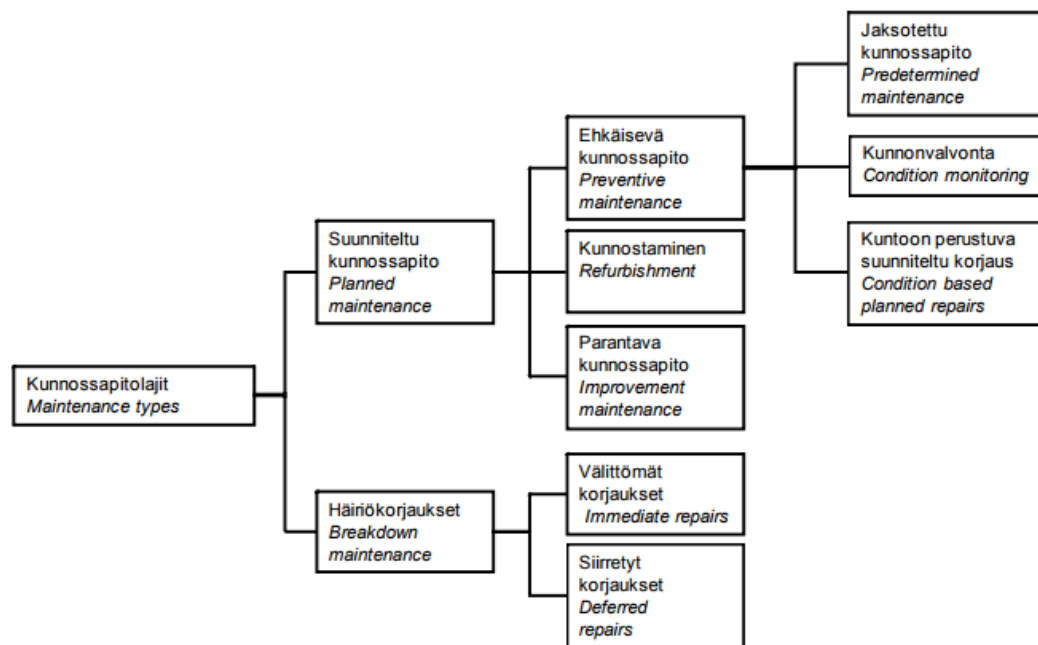 Kunnossapitolajit
Maintenance types
Suunniteltu
kunnossapito
Planned
maintenance
Häiriökorjaukset
Breakdown
maintenance
Ehkäisevä
kunnossapito
Preventive
maintenance
Kunnostaminen
Refurbishment
Parantava
kunnossapito
Improvement
maintenance
Välittömät
korjaukset
Immediate repairs
Siirretyt
korjaukset
Deferred
repairs
Jaksotettu
kunnossapito
Predetermined
maintenance
Kunnonvalvonta
Condition monitoring
Kuntoon perustuva
suunniteltu korjaus
Condition based
planned repairs